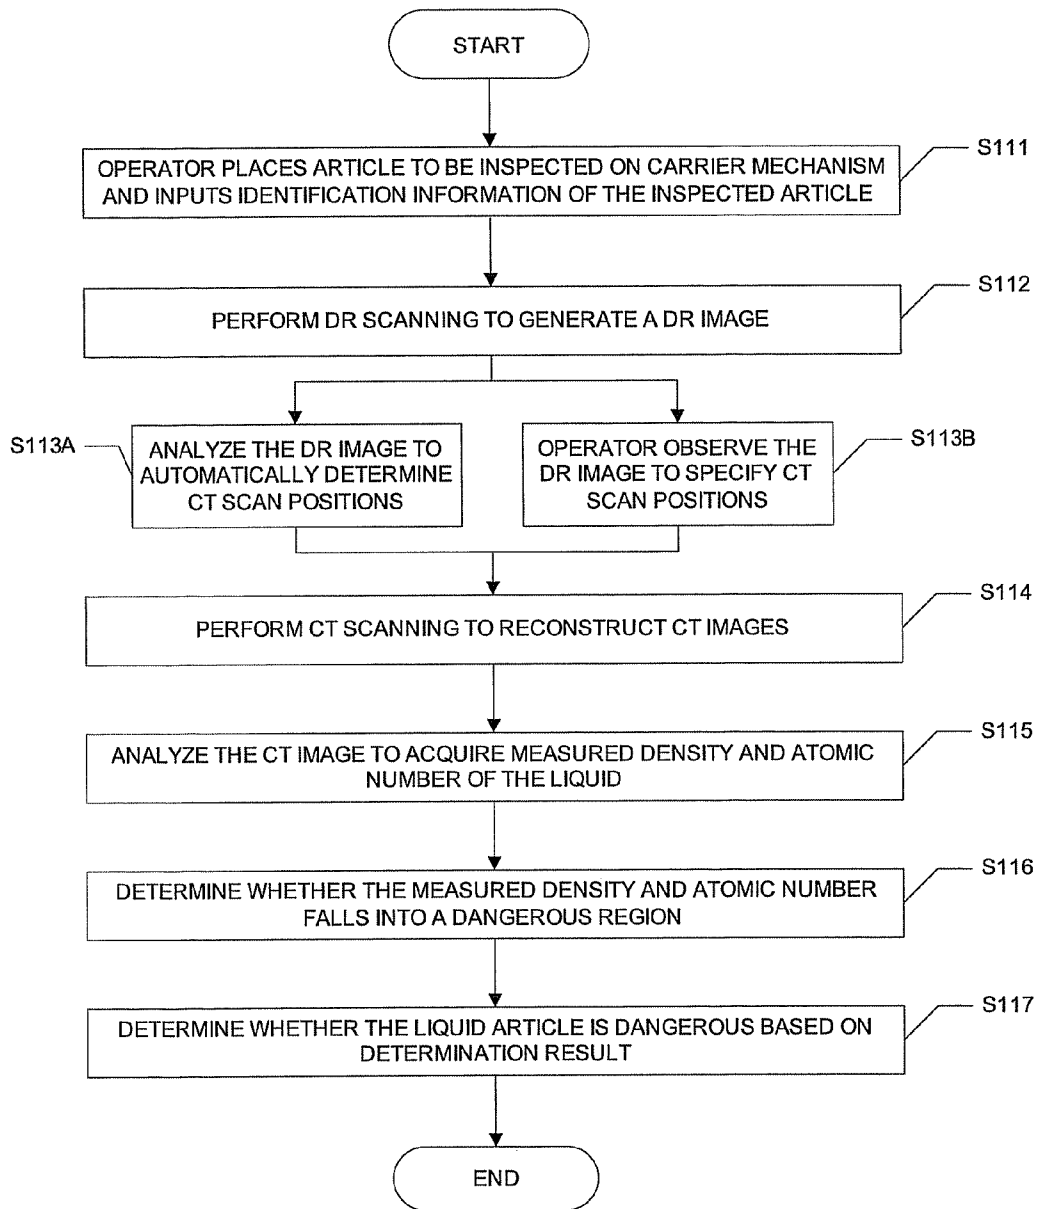 START
S111
OPERATOR PLACES ARTICLE TO BE INSPECTED ON CARRIER MECHANISM
AND INPUTS IDENTIFICATION INFORMATION OF THE INSPECTED ARTICLE
S112
PERFORM DR SCANNING TO GENERATE A DR IMAGE
S113A
ANALYZE THE DR IMAGE TO
AUTOMATICALLY DETERMINE
CT SCAN POSITIONS
OPERATOR OBSERVE THE
DR IMAGE TO SPECIFY CT
SCAN POSITIONS
S113B
S114
PERFORM CT SCANNING TO RECONSTRUCT CT IMAGES
S115
ANALYZE THE CT IMAGE TO ACQUIRE MEASURED DENSITY AND ATOMIC
NUMBER OF THE LIQUID
S116
DETERMINE WHETHER THE MEASURED DENSITY AND ATOMIC NUMBER
FALLS INTO A DANGEROUS REGION
S117
DETERMINE WHETHER THE LIQUID ARTICLE IS DANGEROUS BASED ON
DETERMINATION RESULT
END